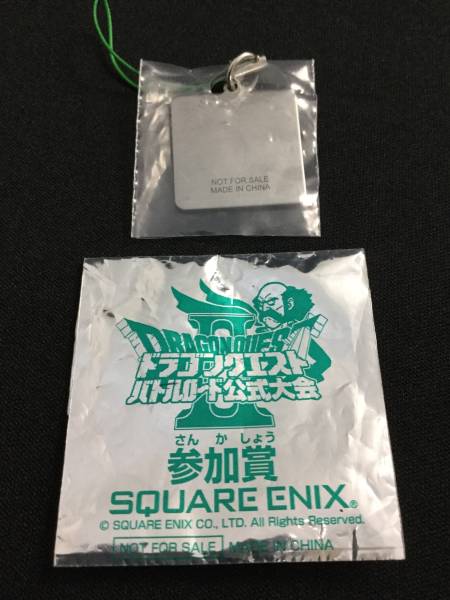 NOT FOR SALE
MADE IN CHINA
DRAGON QUEST
II
ドラゴンクエスト
バトルロード公式大会
さん か しょう
参加賞
SQUARE ENIX®
© SQUARE ENIX CO., LTD. All Rights Reserved.
NOT FOR SALE MADE IN CHINA